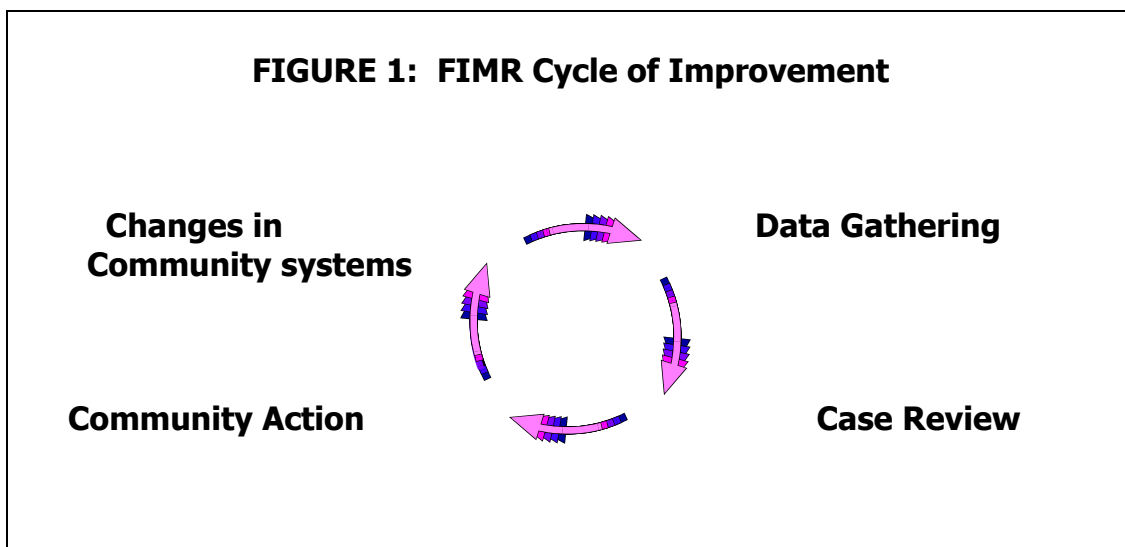 FIGURE 1: FIMR Cycle of Improvement
Changes in
Community systems
Data Gathering
Community Action
Case Review